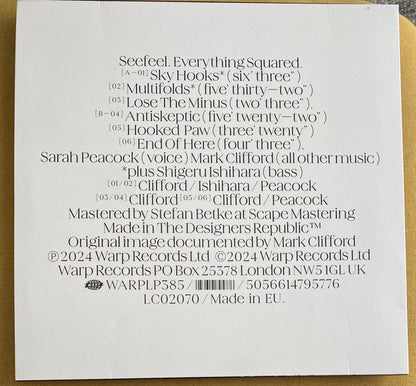 Seefeel. Everything Squared.
[A–01] Sky Hooks* (six' three")
[02] Multifolds* (five' thirty–two")
[03] Lose The Minus (two' three").
[B–04] Antiskeptic (five' twenty–two")
[05] Hooked Paw (three' twenty")
[06] End Of Here (four' three").
Sarah Peacock (voice) Mark Clifford (all other music)
*plus Shigeru Ishihara (bass)
[01/02] Clifford / Ishihara / Peacock
[03/04] Clifford [05/06] Clifford / Peacock
Mastered by Stefan Betke at Scape Mastering
Made in The Designers Republic™
Original image documented by Mark Clifford
℗ 2024 Warp Records Ltd ©2024 Warp Records Ltd
Warp Records PO Box 25378 London NW5 1GL UK
WARPLP385 / / 5056614795776
LC02070 / Made in EU.